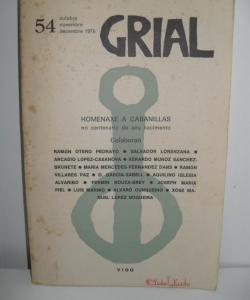 54
outubro
novembro
decembro 1976
GRIAL
HOMENAXE A CABANILLAS
no centenario do seu nacimento
Colaboran
RAMON OTERO PEDRAYO ● SALVADOR LORENZANA ●
ARCADIO LOPEZ-CASANOVA ● XERARDO MUÑOZ SANCHEZ-
BRUNETE ● MARIA MERCEDES FERNANDEZ DANS ● RAMON
VILLARES PAZ ● D. GARCIA-SABELL ● AQUILINO IGLESIA
ALVARIÑO ● FERMIN BOUZA-BREY ● JOSEPH MARIA
PIEL ● LUIS MARIÑO ● ALVARO CUNQUEIRO ● XOSE MA-
NUAL LOPEZ NOGUEIRA ●
VIGO